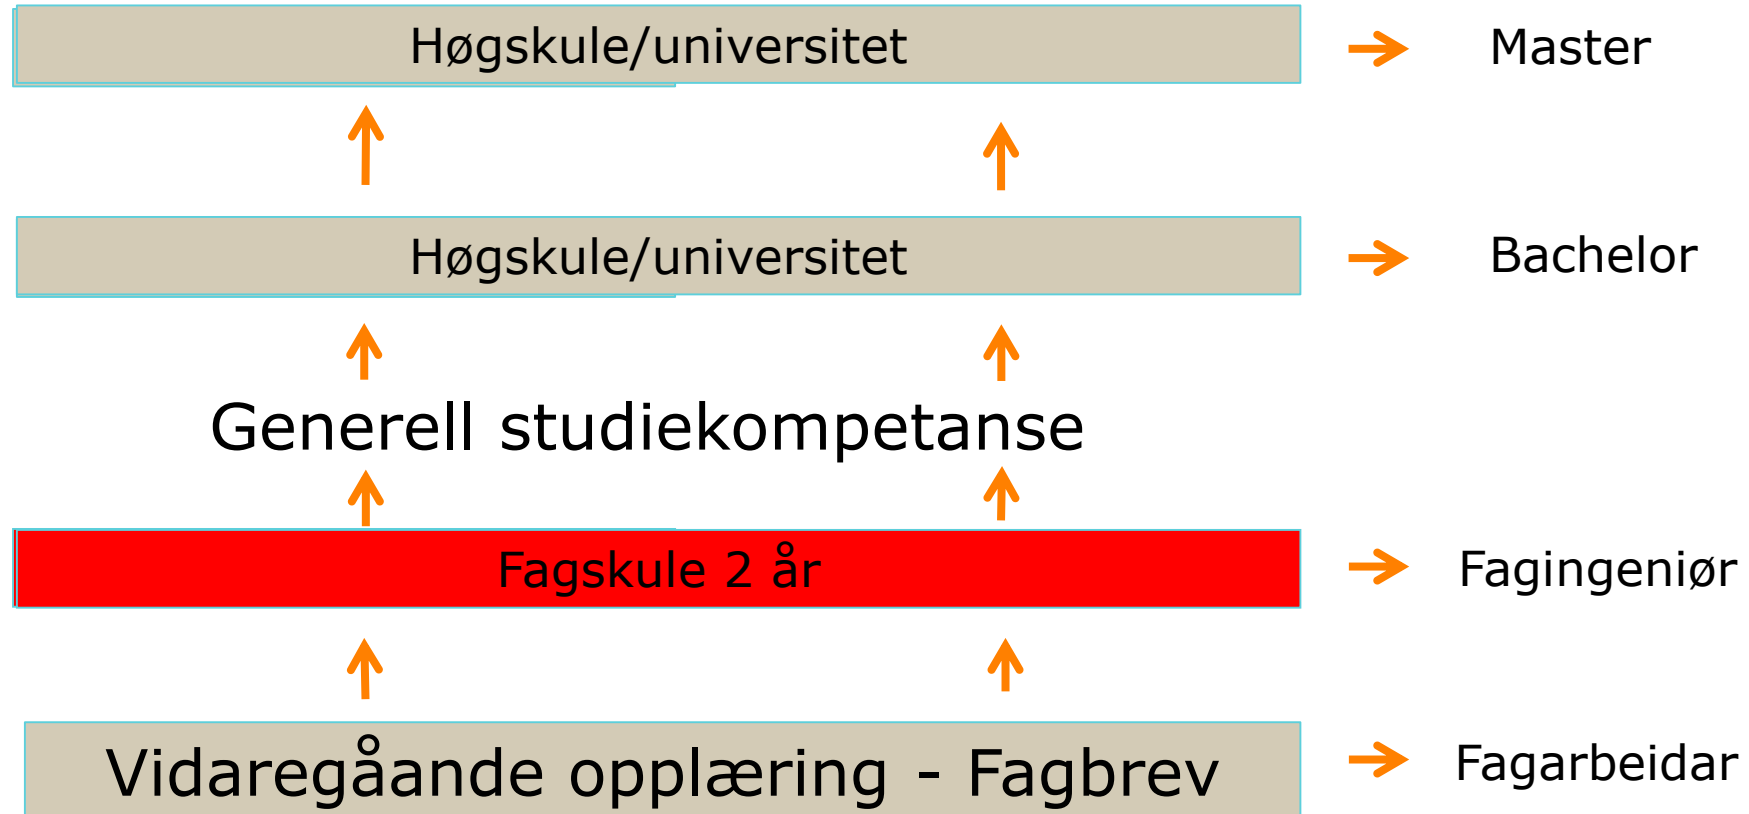 Høgskule/universitet Master
Høgskule/universitet Bachelor
Generell studiekompetanse
Fagskule 2 år Fagingeniør
Vidaregåande opplæring - Fagbrev Fagarbeidar